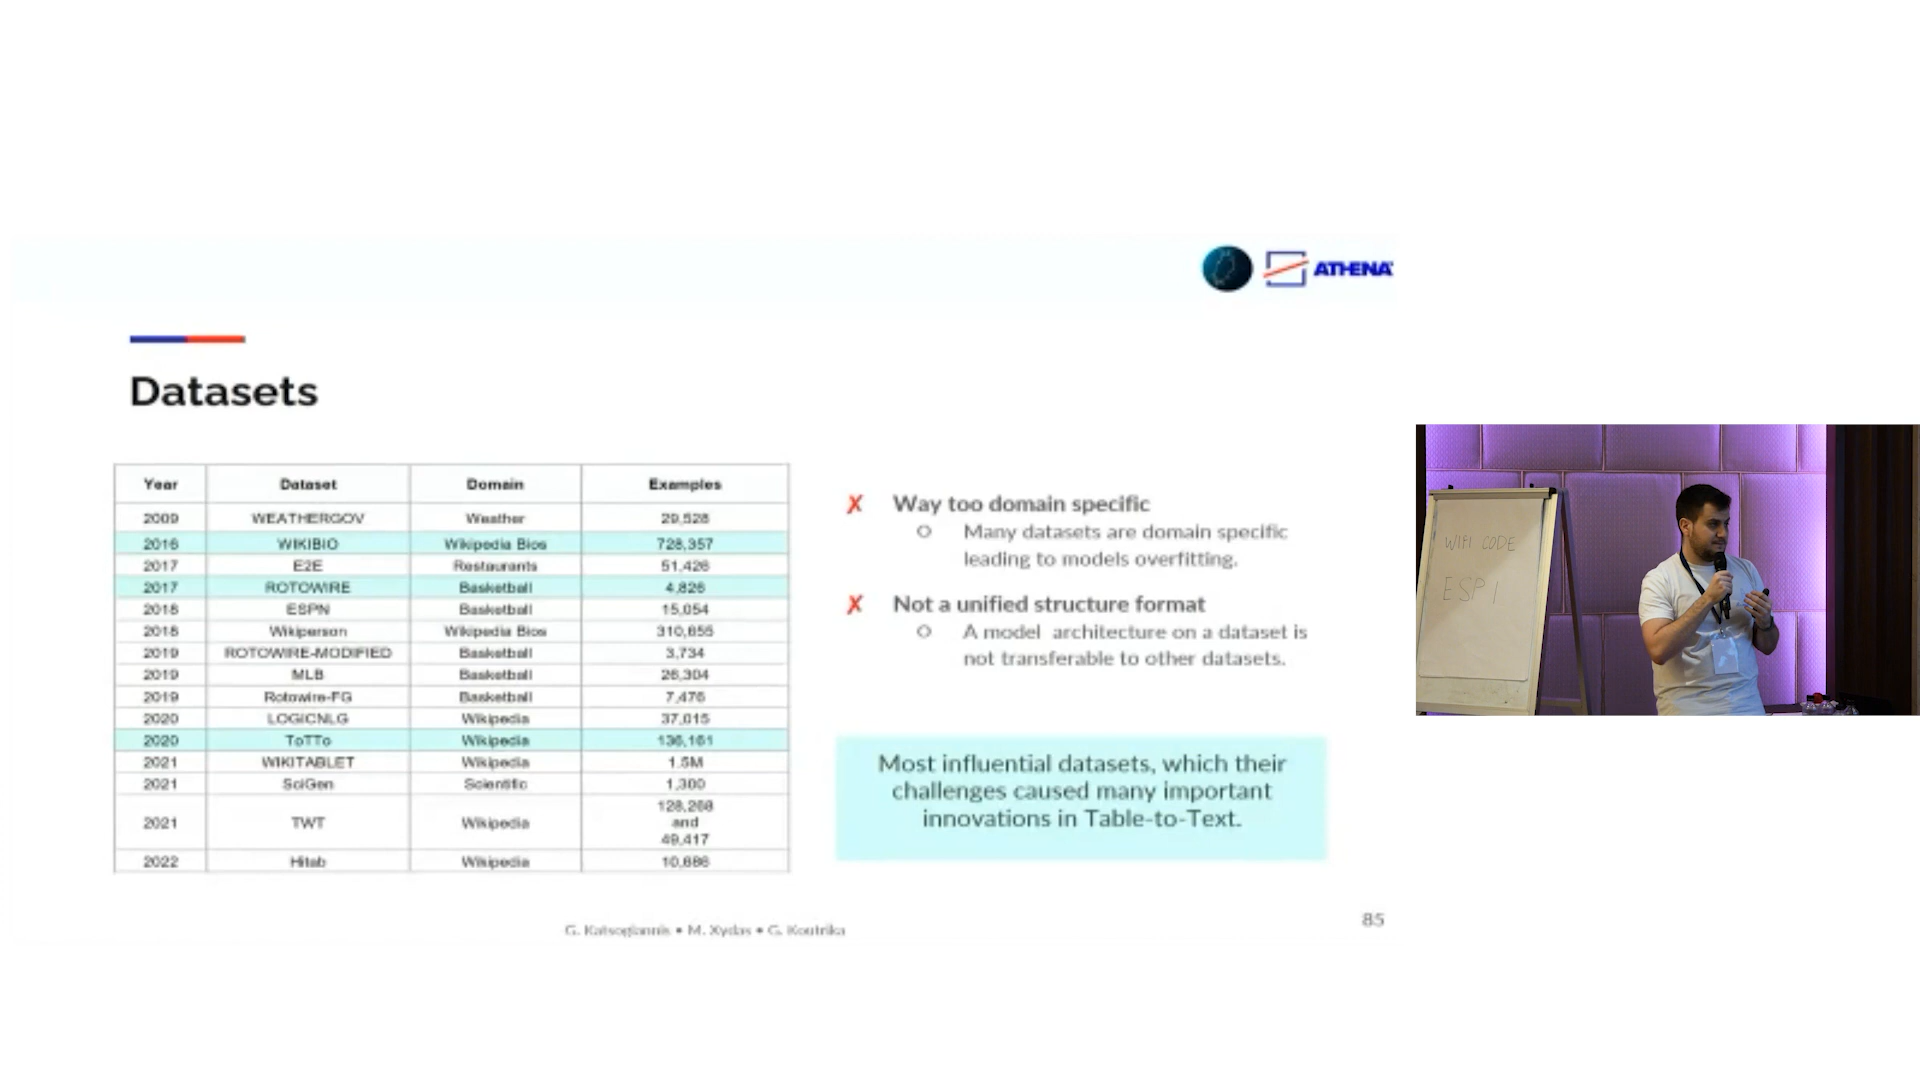 ATHENA
Datasets
Year Dataset Domain Examples
2009 WEATHERGOV Weather 29,528
2016 WIKIBIO Wikipedia Bios 728,357
2017 E2E Restaurants 51,426
2017 ROTOWIRE Basketball 4,826
2018 ESPN Basketball 15,054
2018 Wikiperson Wikipedia Bios 310,655
2019 ROTOWIRE-MODIFIED Basketball 3,734
2019 MLB Basketball 26,304
2019 Rotowire-FG Basketball 7,476
2020 LOGICNLG Wikipedia 37,015
2020 ToTTo Wikipedia 136,161
2021 WIKITABLET Wikipedia 1.5M
2021 SciGen Scientific 1,300
2021 TWT Wikipedia 128,268 and 49,417
2022 Hitab Wikipedia 10,686
✗ Way too domain specific
○ Many datasets are domain specific
leading to models overfitting.
✗ Not a unified structure format
○ A model architecture on a dataset is
not transferable to other datasets.
Most influential datasets, which their
challenges caused many important
innovations in Table-to-Text.
G. Katsogiannis • M. Xydas • G. Koutrika
85
WIFI CODE
ESP1